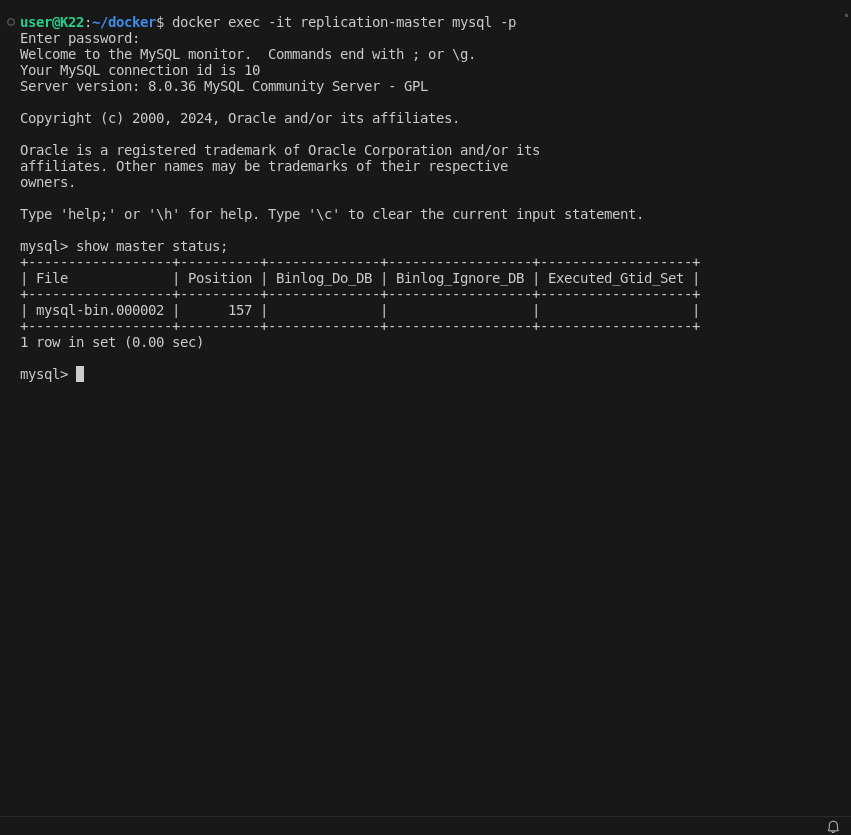 user@K22:~/docker$ docker exec -it replication-master mysql -p
Enter password:
Welcome to the MySQL monitor.  Commands end with ; or \g.
Your MySQL connection id is 10
Server version: 8.0.36 MySQL Community Server - GPL

Copyright (c) 2000, 2024, Oracle and/or its affiliates.

Oracle is a registered trademark of Oracle Corporation and/or its
affiliates. Other names may be trademarks of their respective
owners.

Type 'help;' or '\h' for help. Type '\c' to clear the current input statement.

mysql> show master status;
+------------------+----------+--------------+------------------+-------------------+
| File             | Position | Binlog_Do_DB | Binlog_Ignore_DB | Executed_Gtid_Set |
+------------------+----------+--------------+------------------+-------------------+
| mysql-bin.000002 |      157 |              |                  |                   |
+------------------+----------+--------------+------------------+-------------------+
1 row in set (0.00 sec)

mysql>